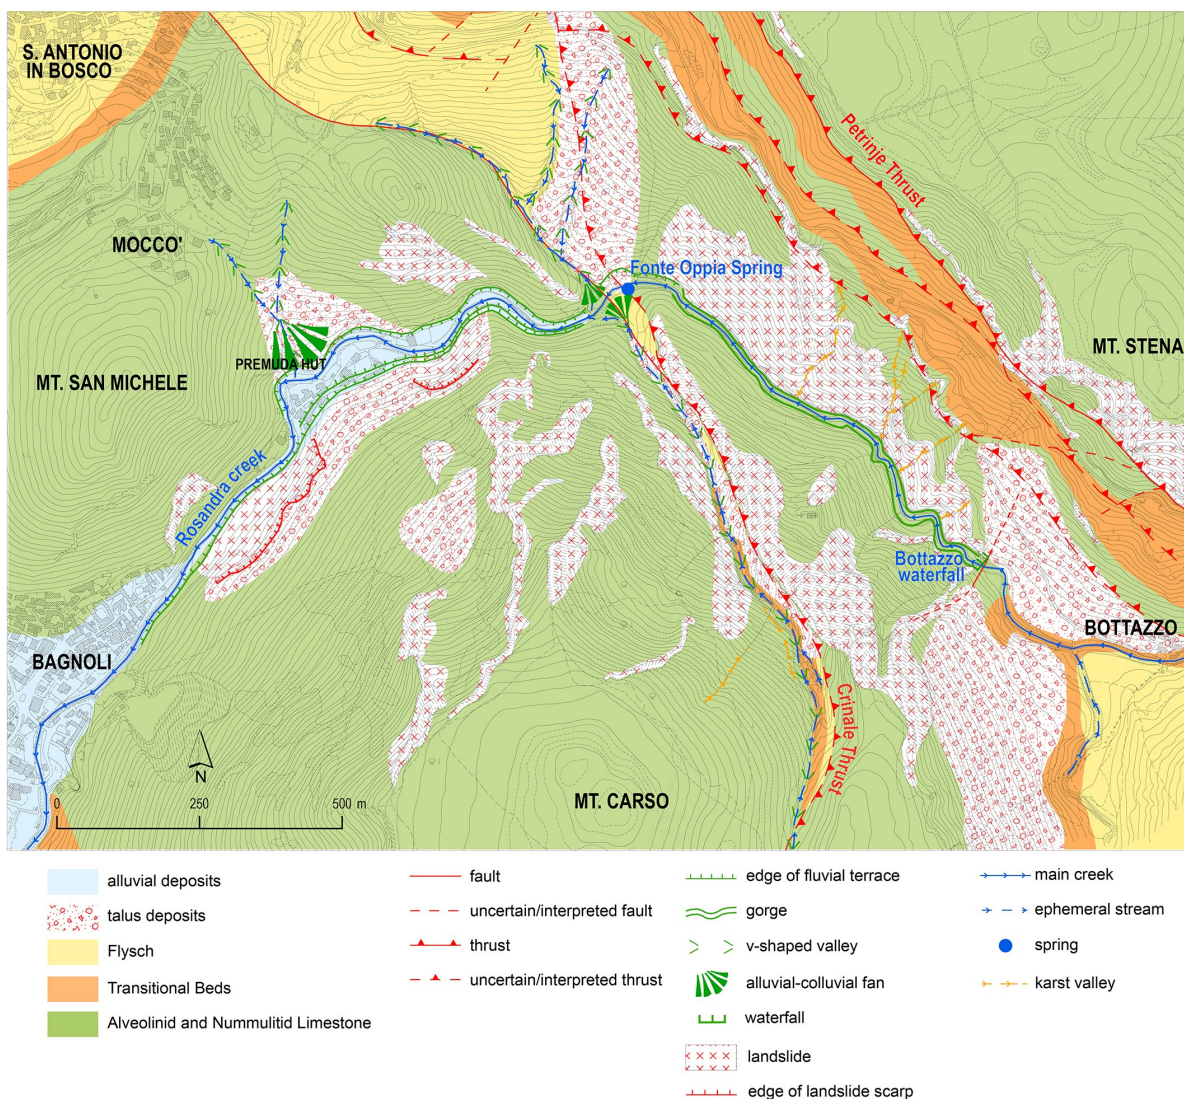 S. ANTONIO
IN BOSCO
Petrinje Thrust
MOCCO'
Fonte Oppia Spring
MT. STENA
PREMUDA HUT
MT. SAN MICHELE
Rosandra creek
Bottazzo
waterfall
BOTTAZZO
BAGNOLI
Crinale Thrust
N
MT. CARSO
0 250 500 m
alluvial deposits
talus deposits
Flysch
Transitional Beds
Alveolinid and Nummulitid Limestone
fault
uncertain/interpreted fault
thrust
uncertain/interpreted thrust
edge of fluvial terrace
gorge
v-shaped valley
alluvial-colluvial fan
waterfall
landslide
edge of landslide scarp
main creek
ephemeral stream
spring
karst valley